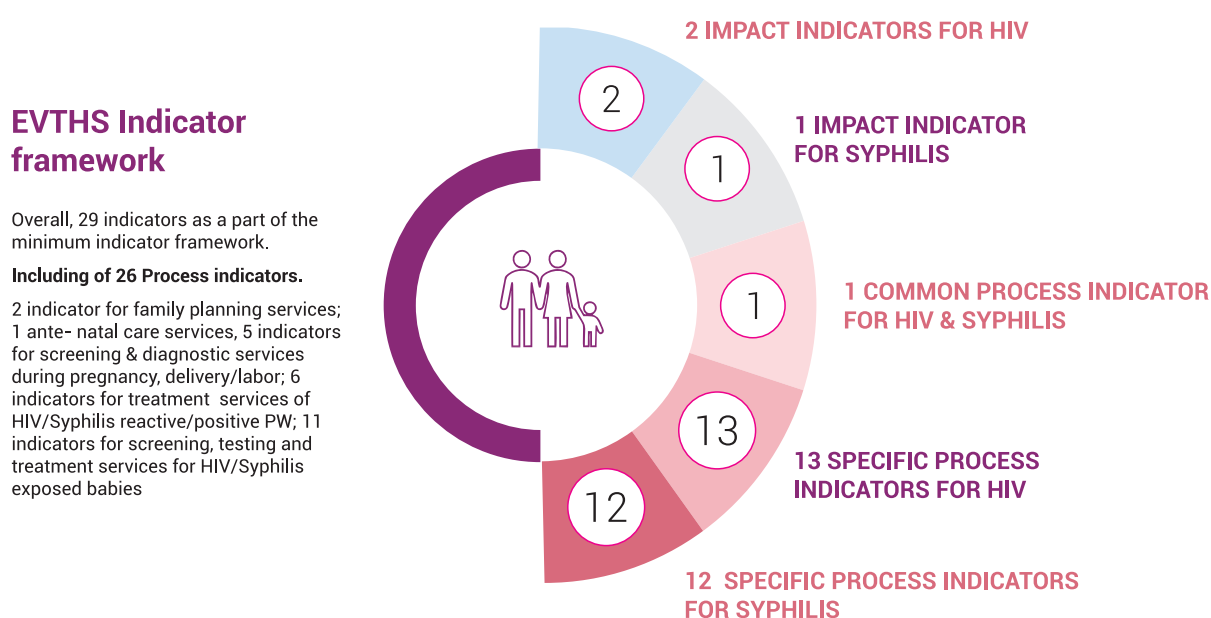 EVTHS Indicator
framework
Overall, 29 indicators as a part of the
minimum indicator framework.
Including of 26 Process indicators.
2 indicator for family planning services;
1 ante- natal care services, 5 indicators
for screening & diagnostic services
during pregnancy, delivery/labor; 6
indicators for treatment services of
HIV/Syphilis reactive/positive PW; 11
indicators for screening, testing and
treatment services for HIV/Syphilis
exposed babies
2
2 IMPACT INDICATORS FOR HIV
1
1 IMPACT INDICATOR
FOR SYPHILIS
1
1 COMMON PROCESS INDICATOR
FOR HIV & SYPHILIS
13
13 SPECIFIC PROCESS
INDICATORS FOR HIV
12
12 SPECIFIC PROCESS INDICATORS
FOR SYPHILIS